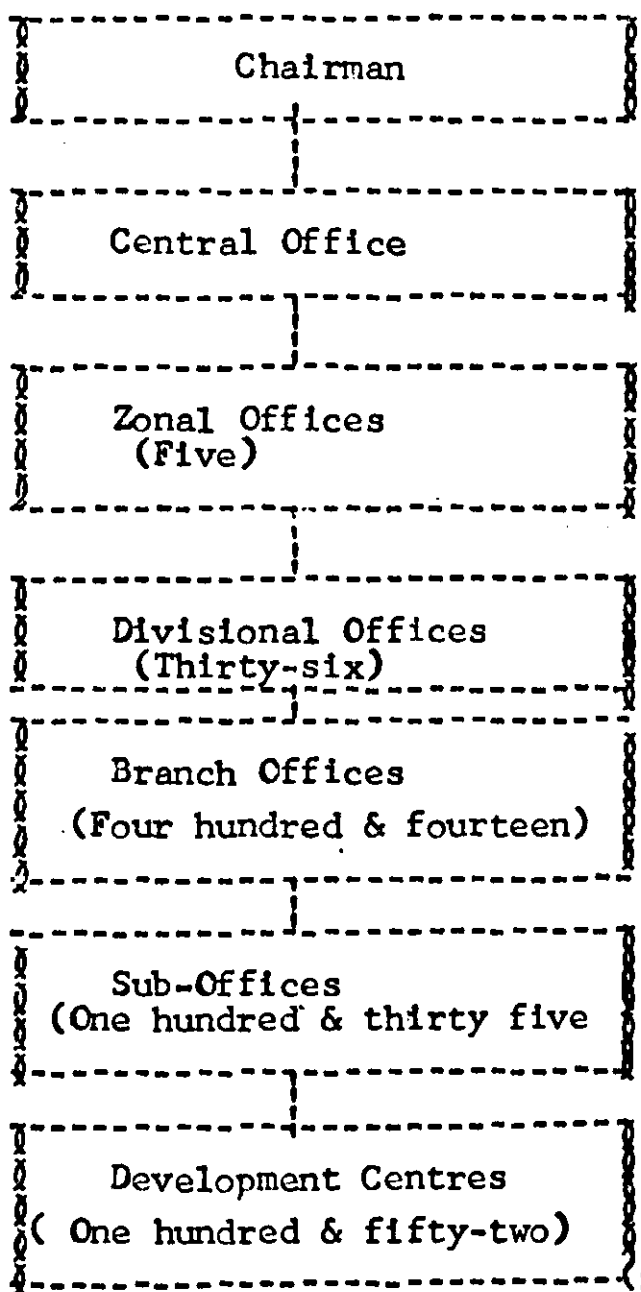 Chairman
Central Office
Zonal Offices
(Five)
Divisional Offices
(Thirty-six)
Branch Offices
(Four hundred & fourteen)
Sub-Offices
(One hundred & thirty five
Development Centres
( One hundred & fifty-two)